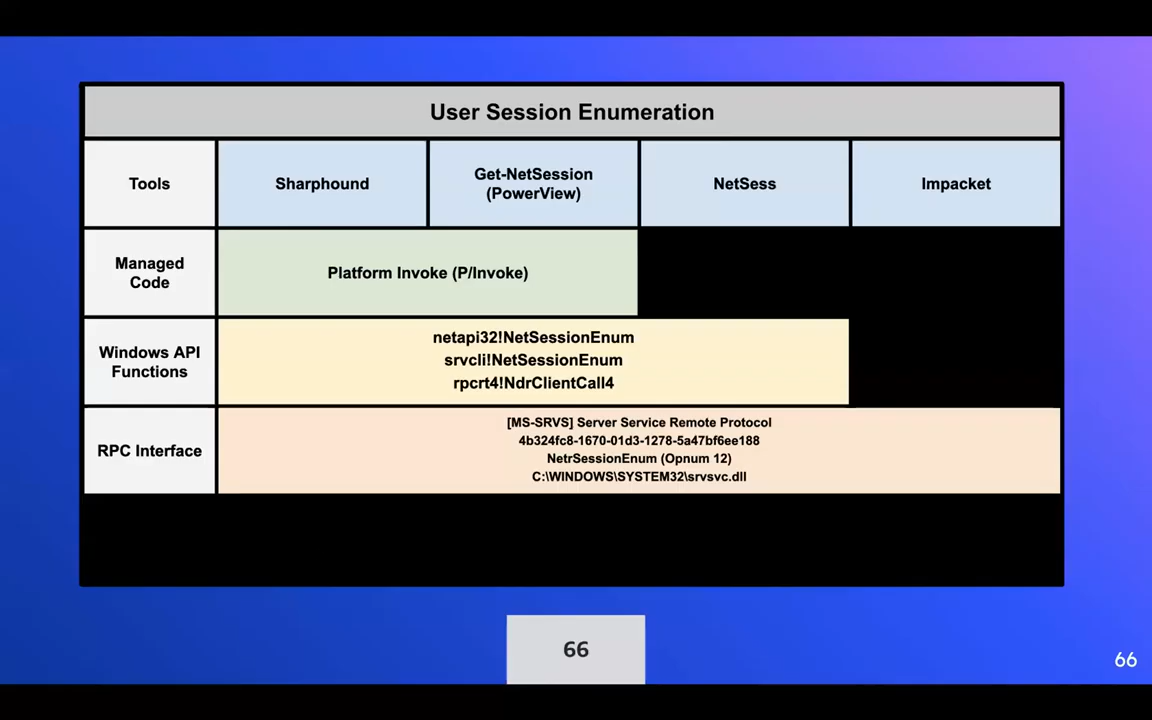 User Session Enumeration
Tools
Sharphound
Get-NetSession
(PowerView)
NetSess
Impacket
Managed
Code
Platform Invoke (P/Invoke)
Windows API
Functions
netapi32!NetSessionEnum
srvcli!NetSessionEnum
rpcrt4!NdrClientCall4
RPC Interface
[MS-SRVS] Server Service Remote Protocol
4b324fc8-1670-01d3-1278-5a47bf6ee188
NetrSessionEnum (Opnum 12)
C:\WINDOWS\SYSTEM32\srvsvc.dll
66
66